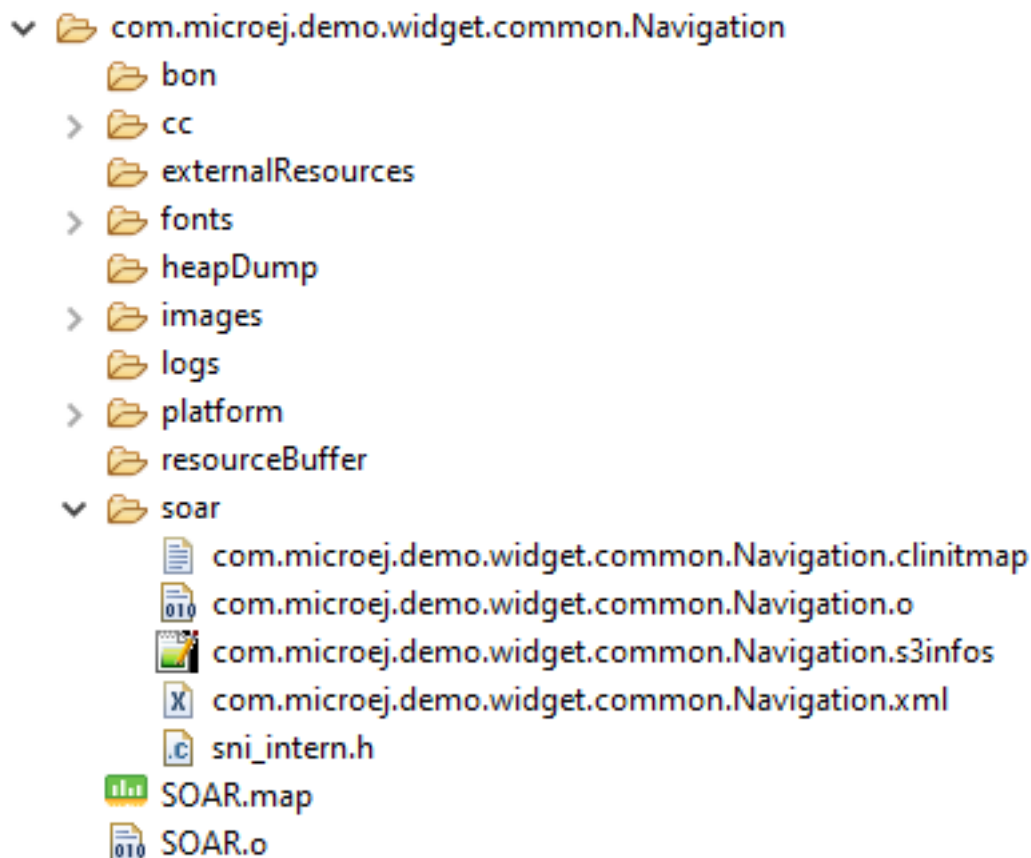 com.microej.demo.widget.common.Navigation
bon
cc
externalResources
fonts
heapDump
images
logs
platform
resourceBuffer
soar
com.microej.demo.widget.common.Navigation.clinitmap
com.microej.demo.widget.common.Navigation.o
com.microej.demo.widget.common.Navigation.s3infos
com.microej.demo.widget.common.Navigation.xml
sni_intern.h
SOAR.map
SOAR.o